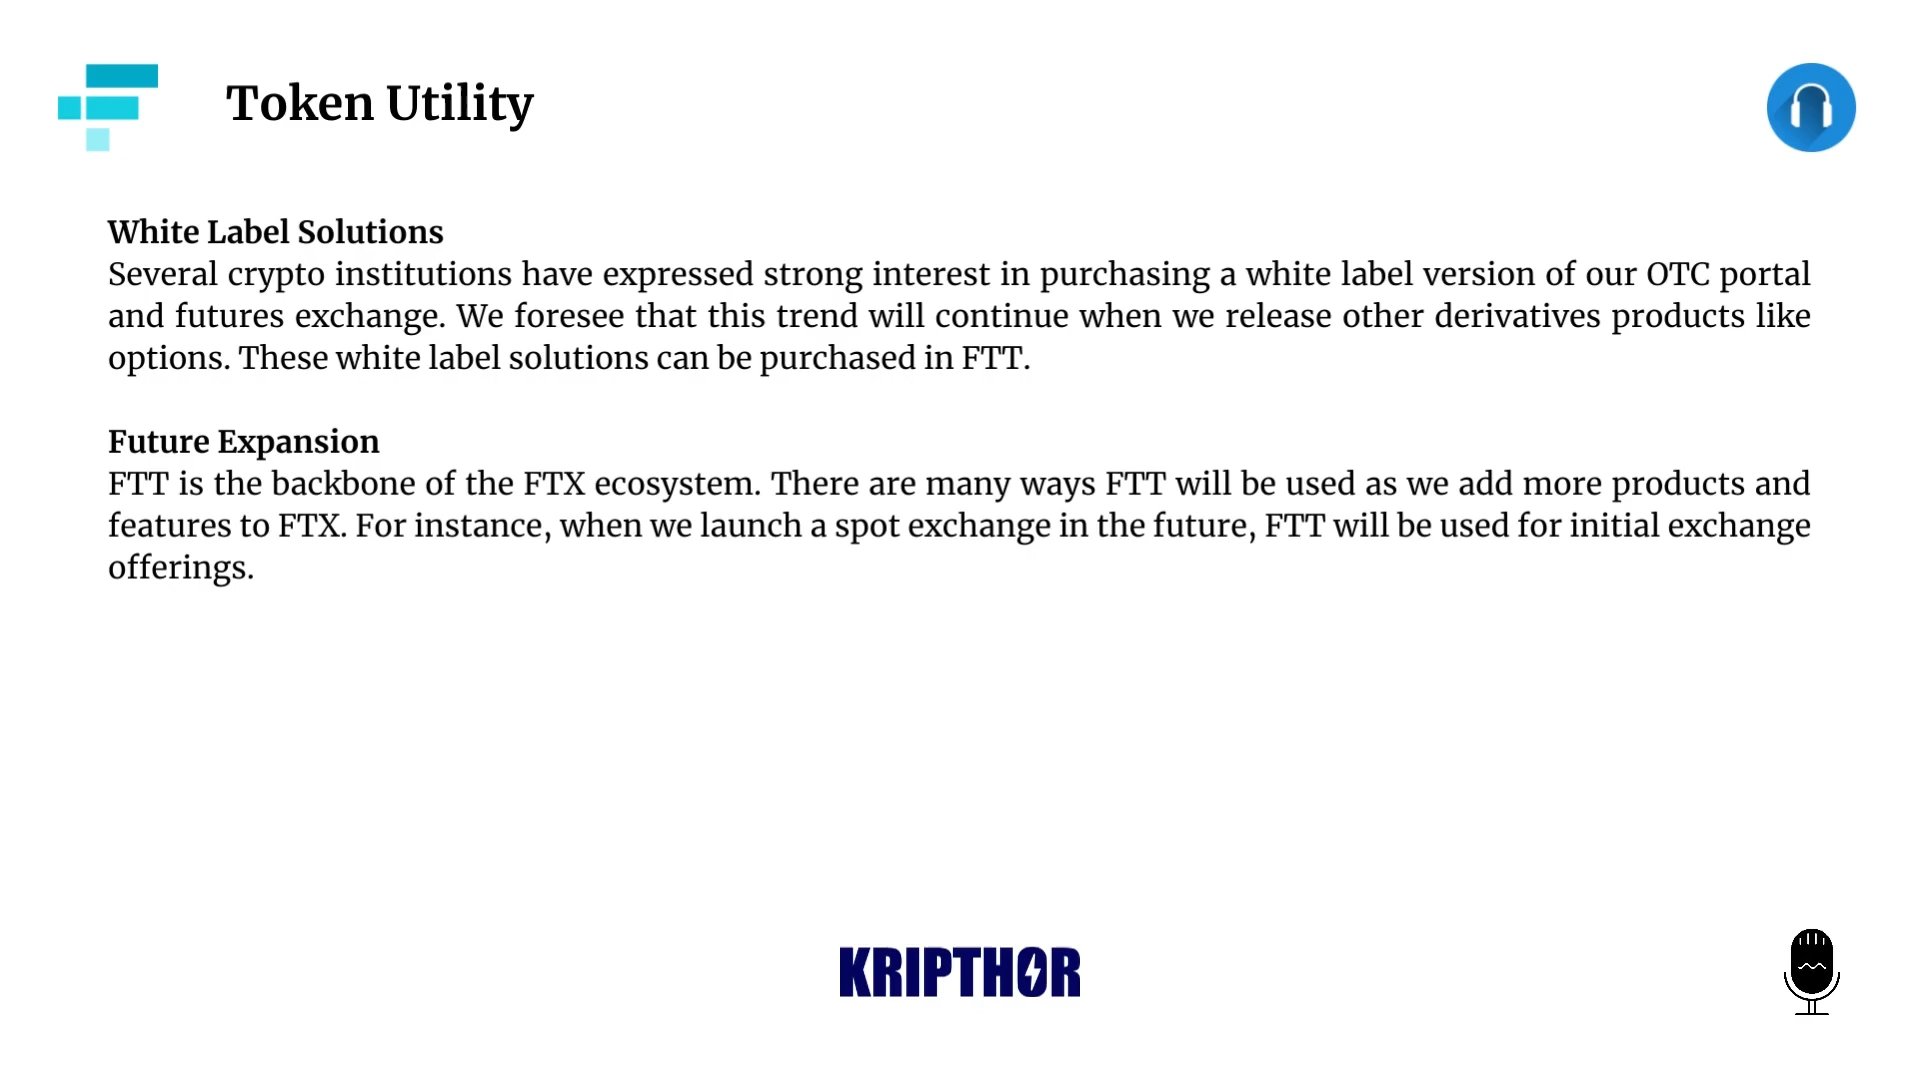 Token Utility
White Label Solutions
Several crypto institutions have expressed strong interest in purchasing a white label version of our OTC portal
and futures exchange. We foresee that this trend will continue when we release other derivatives products like
options. These white label solutions can be purchased in FTT.
Future Expansion
FTT is the backbone of the FTX ecosystem. There are many ways FTT will be used as we add more products and
features to FTX. For instance, when we launch a spot exchange in the future, FTT will be used for initial exchange
offerings.
KRIPTHOR